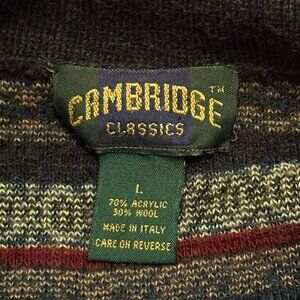 CAMBRIDGE™
CLASSICS
L
70% ACRYLIC
30% WOOL
MADE IN ITALY
CARE ON REVERSE